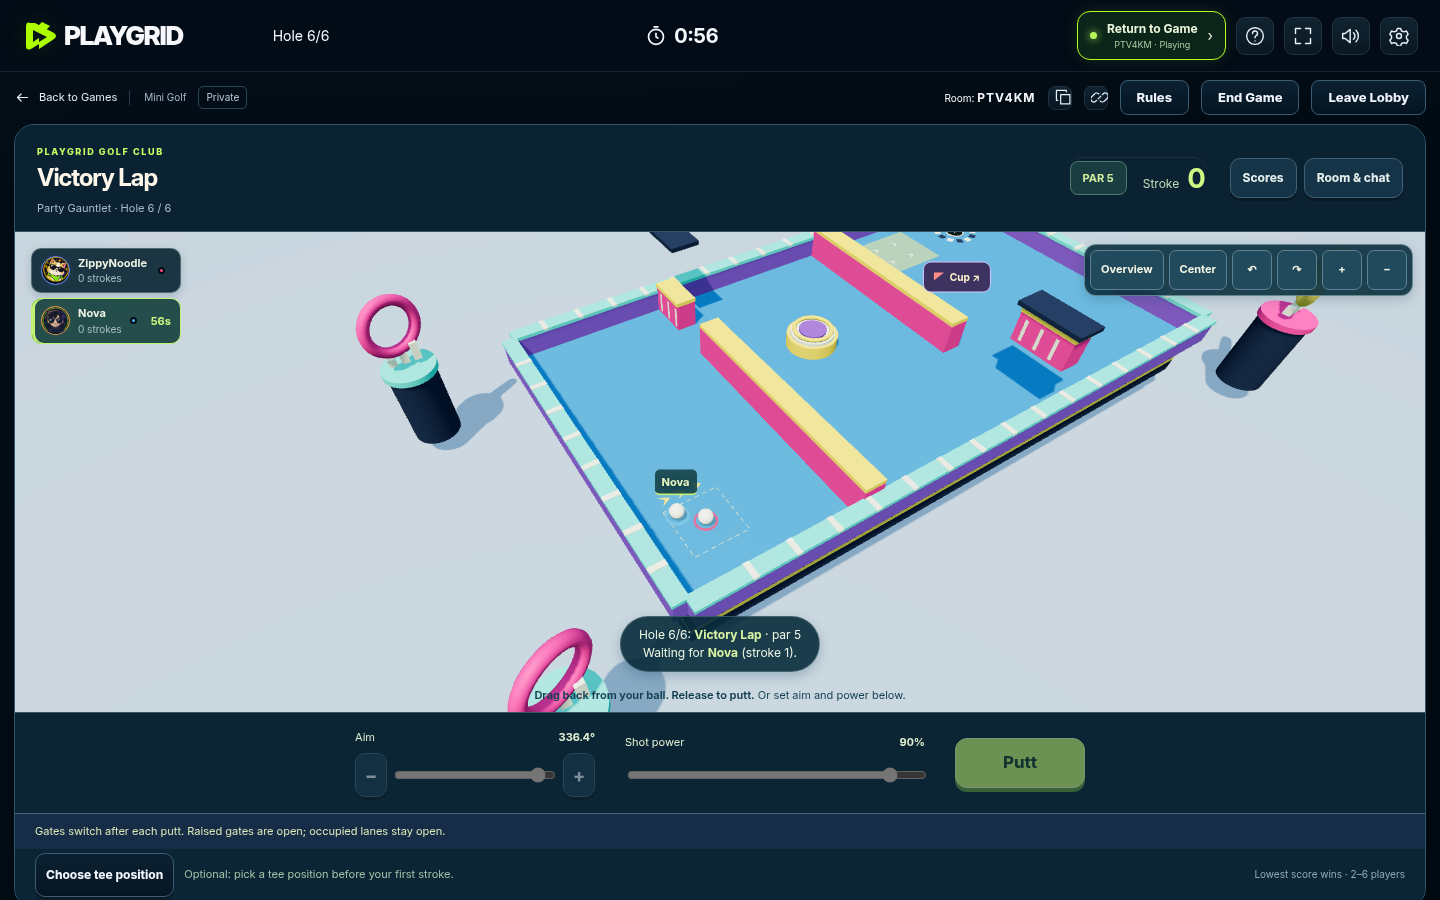 PLAYGRID
Hole 6/6
0:56
Return to Game
PTV4KM · Playing
Back to Games
Mini Golf
Private
Room: PTV4KM
Rules
End Game
Leave Lobby
PLAYGRID GOLF CLUB
Victory Lap
Party Gauntlet · Hole 6 / 6
PAR 5
Stroke 0
Scores
Room & chat
ZippyNoodle
0 strokes
Nova
0 strokes
56s
Overview
Center
↶
↷
+
−
Cup ↗
Nova
Hole 6/6: Victory Lap · par 5
Waiting for Nova (stroke 1).
Drag back from your ball. Release to putt. Or set aim and power below.
Aim
336.4°
−
+
Shot power
90%
Putt
Gates switch after each putt. Raised gates are open; occupied lanes stay open.
Choose tee position
Optional: pick a tee position before your first stroke.
Lowest score wins · 2–6 players